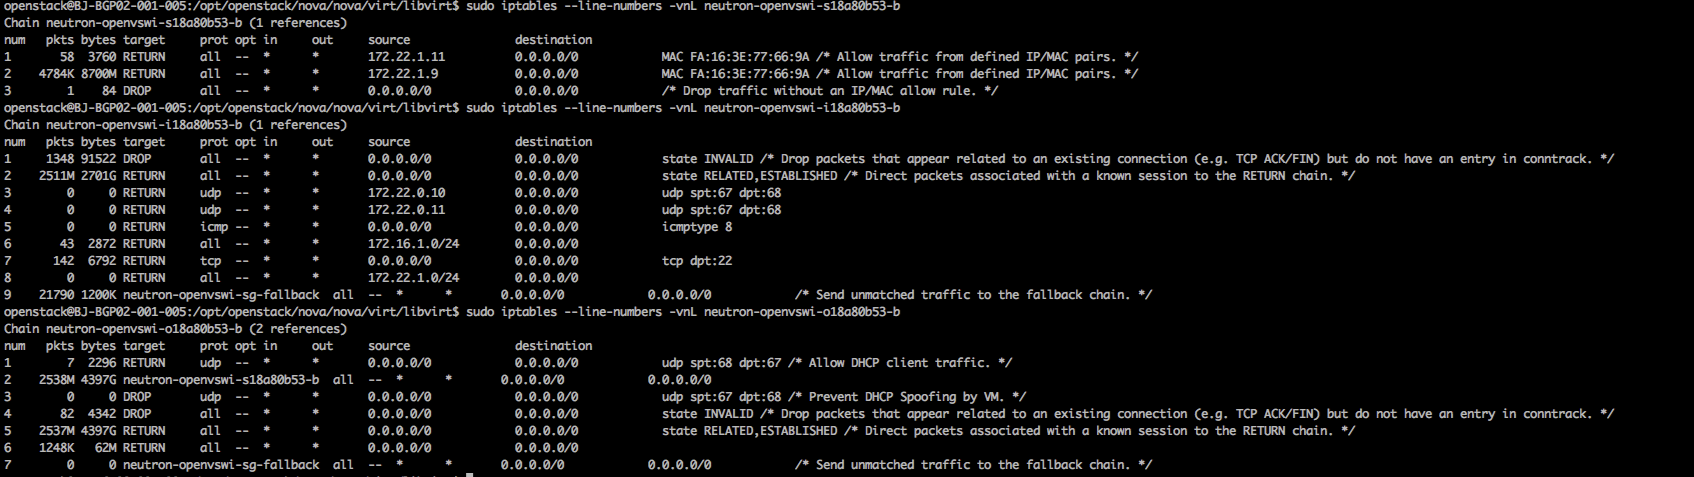 openstack@BJ-BGP02-001-005:/opt/openstack/nova/nova/virt/libvirt$ sudo iptables --line-numbers -vnL neutron-openvswi-s18a80b53-b
Chain neutron-openvswi-s18a80b53-b (1 references)
num pkts bytes target prot opt in out source destination
1 58 3760 RETURN all -- * * 172.22.1.11 0.0.0.0/0 MAC FA:16:3E:77:66:9A /* Allow traffic from defined IP/MAC pairs. */
2 4784K 8700M RETURN all -- * * 172.22.1.9 0.0.0.0/0 MAC FA:16:3E:77:66:9A /* Allow traffic from defined IP/MAC pairs. */
3 1 84 DROP all -- * * 0.0.0.0/0 0.0.0.0/0 /* Drop traffic without an IP/MAC allow rule. */
openstack@BJ-BGP02-001-005:/opt/openstack/nova/nova/virt/libvirt$ sudo iptables --line-numbers -vnL neutron-openvswi-i18a80b53-b
Chain neutron-openvswi-i18a80b53-b (1 references)
num pkts bytes target prot opt in out source destination
1 1348 91522 DROP all -- * * 0.0.0.0/0 0.0.0.0/0 state INVALID /* Drop packets that appear related to an existing connection (e.g. TCP ACK/FIN) but do not have an entry in conntrack. */
2 2511M 2701G RETURN all -- * * 0.0.0.0/0 0.0.0.0/0 state RELATED,ESTABLISHED /* Direct packets associated with a known session to the RETURN chain. */
3 0 0 RETURN udp -- * * 172.22.0.10 0.0.0.0/0 udp spt:67 dpt:68
4 0 0 RETURN udp -- * * 172.22.0.11 0.0.0.0/0 udp spt:67 dpt:68
5 0 0 RETURN icmp -- * * 0.0.0.0/0 0.0.0.0/0 icmptype 8
6 43 2872 RETURN all -- * * 172.16.1.0/24 0.0.0.0/0
7 142 6792 RETURN tcp -- * * 0.0.0.0/0 0.0.0.0/0 tcp dpt:22
8 0 0 RETURN all -- * * 172.22.1.0/24 0.0.0.0/0
9 21790 1200K neutron-openvswi-sg-fallback all -- * * 0.0.0.0/0 0.0.0.0/0 /* Send unmatched traffic to the fallback chain. */
openstack@BJ-BGP02-001-005:/opt/openstack/nova/nova/virt/libvirt$ sudo iptables --line-numbers -vnL neutron-openvswi-o18a80b53-b
Chain neutron-openvswi-o18a80b53-b (2 references)
num pkts bytes target prot opt in out source destination
1 7 2296 RETURN udp -- * * 0.0.0.0/0 0.0.0.0/0 udp spt:68 dpt:67 /* Allow DHCP client traffic. */
2 2538M 4397G neutron-openvswi-s18a80b53-b all -- * * 0.0.0.0/0 0.0.0.0/0
3 0 0 DROP udp -- * * 0.0.0.0/0 0.0.0.0/0 udp spt:67 dpt:68 /* Prevent DHCP Spoofing by VM. */
4 82 4342 DROP all -- * * 0.0.0.0/0 0.0.0.0/0 state INVALID /* Drop packets that appear related to an existing connection (e.g. TCP ACK/FIN) but do not have an entry in conntrack. */
5 2537M 4397G RETURN all -- * * 0.0.0.0/0 0.0.0.0/0 state RELATED,ESTABLISHED /* Direct packets associated with a known session to the RETURN chain. */
6 1248K 62M RETURN all -- * * 0.0.0.0/0 0.0.0.0/0
7 0 0 neutron-openvswi-sg-fallback all -- * * 0.0.0.0/0 0.0.0.0/0 /* Send unmatched traffic to the fallback chain. */